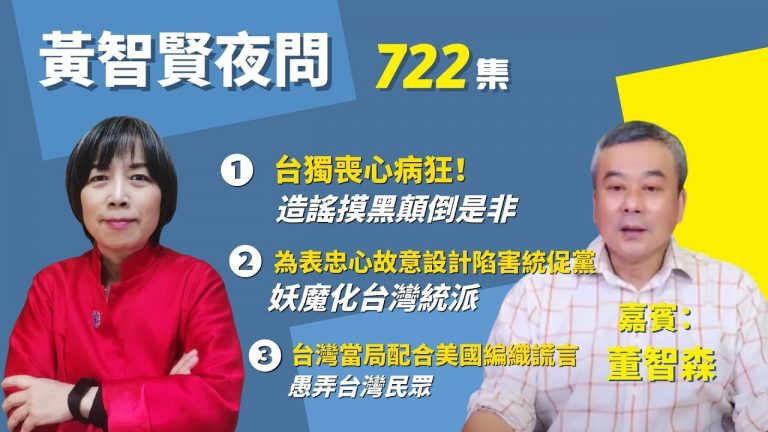 黃智賢夜問 722集
1 台獨喪心病狂！
造謠摸黑顛倒是非
2 為表忠心故意設計陷害統促黨
妖魔化台灣統派
3 台灣當局配合美國編織謊言
愚弄台灣民眾
嘉賓：
董智森